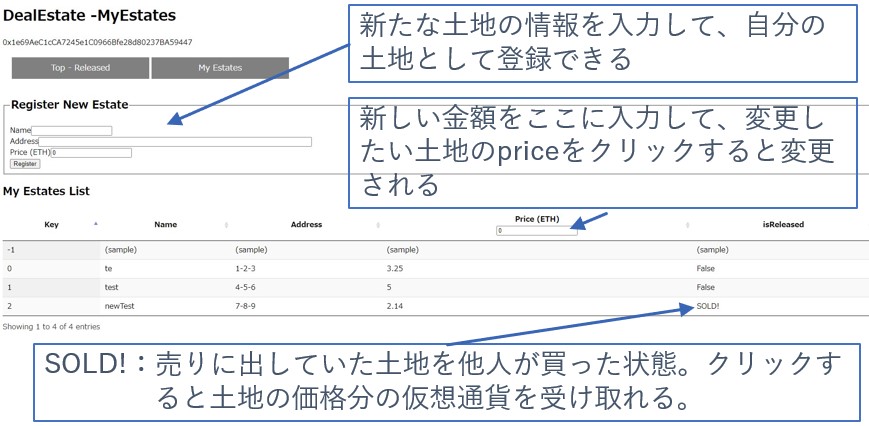 DealEstate -MyEstates
0x1e69AeC1cCA7245e1C0966Bfe28d80237BA59447
Top - Released
My Estates
新たな土地の情報を入力して、自分の
土地として登録できる
Register New Estate
Name
Address
Price (ETH) 0
Register
新しい金額をここに入力して、変更し
たい土地のpriceをクリックすると変更
される
My Estates List
Key Name Address Price (ETH) isReleased
0
-1 (sample) (sample) (sample) (sample)
0 te 1-2-3 3.25 False
1 test 4-5-6 5 False
2 newTest 7-8-9 2.14 SOLD!
Showing 1 to 4 of 4 entries
SOLD!：売りに出していた土地を他人が買った状態。クリックす
ると土地の価格分の仮想通貨を受け取れる。